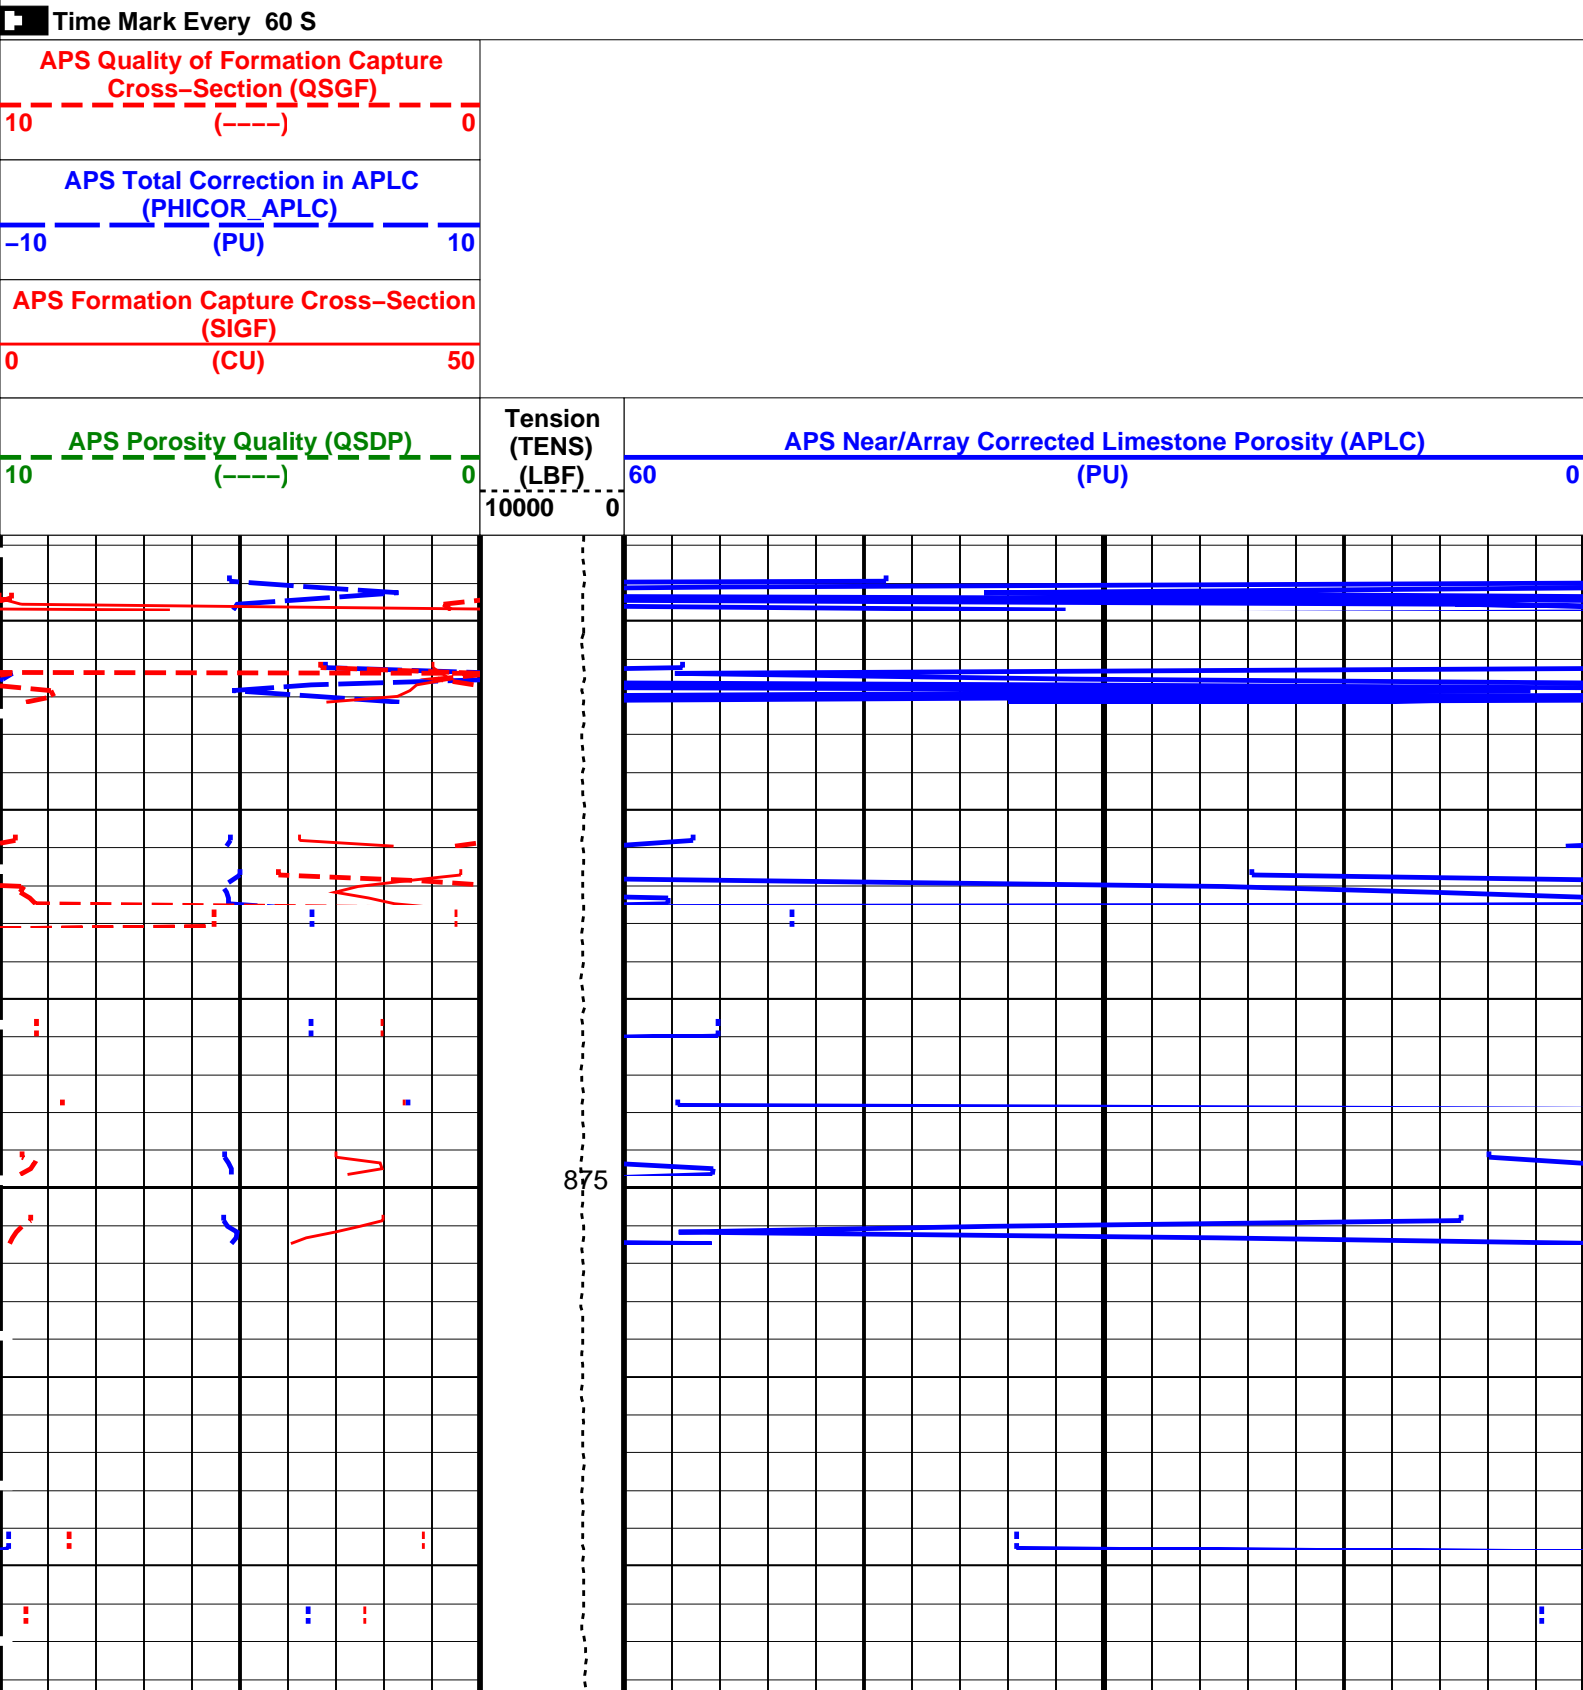 Time Mark Every 60 S
APS Quality of Formation Capture
Cross−Section (QSGF)
10 (−−−−) 0
APS Total Correction in APLC
(PHICOR_APLC)
−10 (PU) 10
APS Formation Capture Cross−Section
(SIGF)
0 (CU) 50
APS Porosity Quality (QSDP)
10 (−−−−) 0
Tension
(TENS)
(LBF)
10000 0
APS Near/Array Corrected Limestone Porosity (APLC)
60 (PU) 0
875